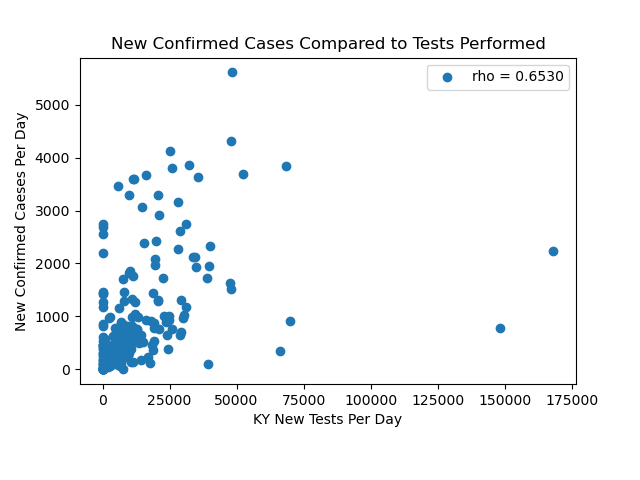 New Confirmed Cases Compared to Tests Performed
rho = 0.6530
New Confirmed Caeses Per Day
5000
4000
3000
2000
1000
0
0 25000 50000 75000 100000 125000 150000 175000
KY New Tests Per Day